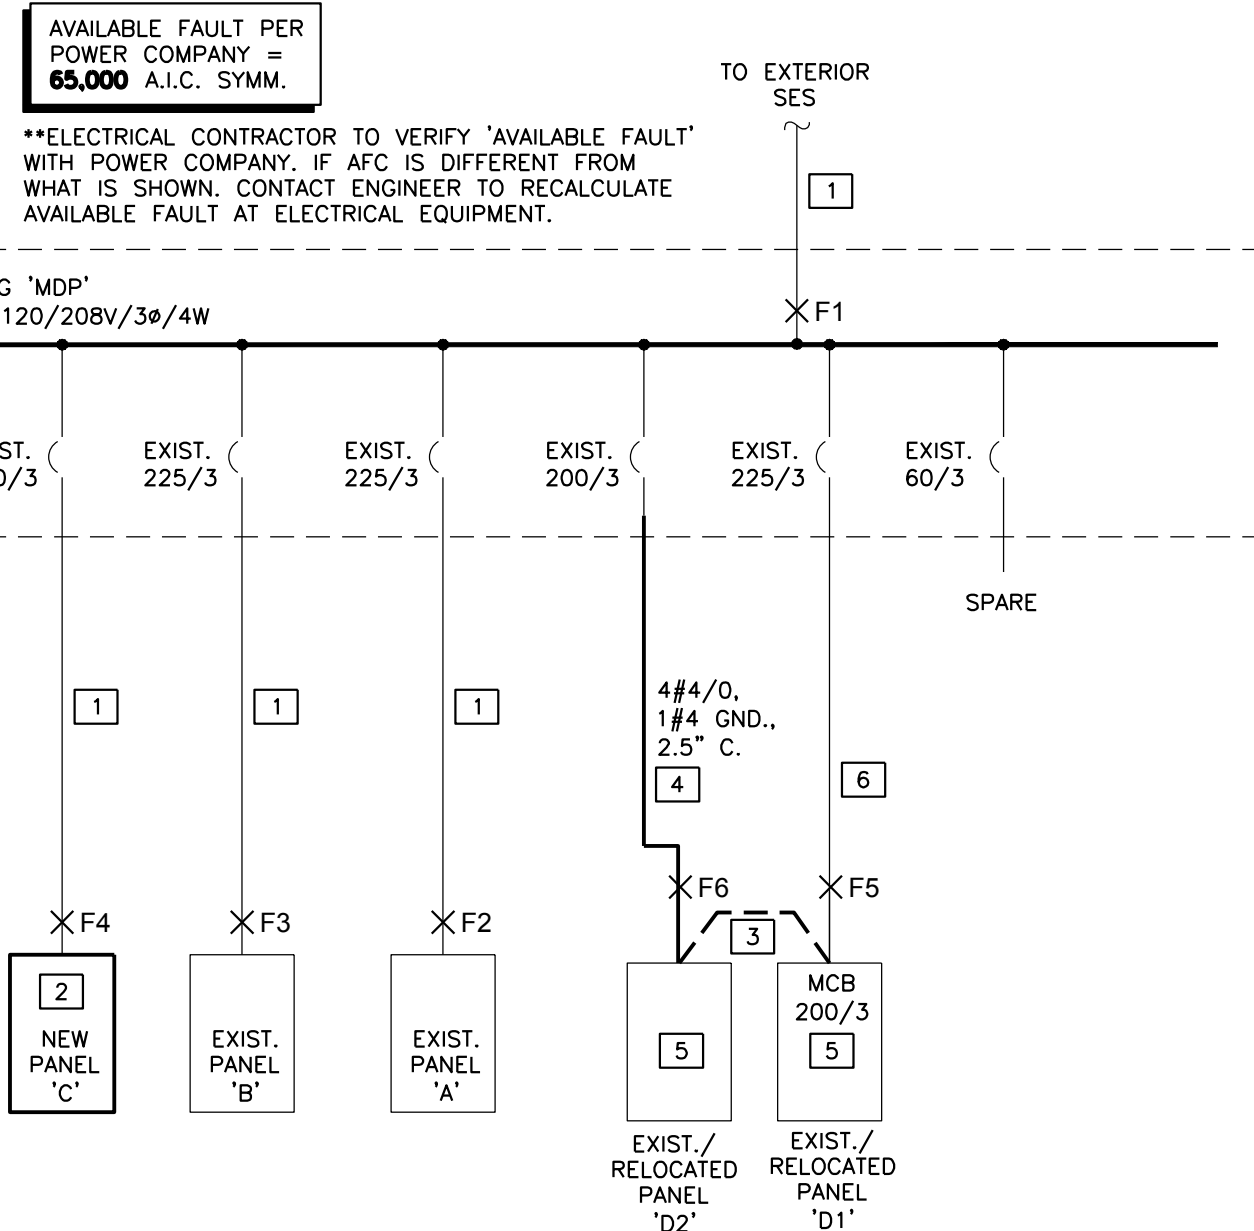 AVAILABLE FAULT PER
POWER COMPANY =
65,000 A.I.C. SYMM.
**ELECTRICAL CONTRACTOR TO VERIFY 'AVAILABLE FAULT'
WITH POWER COMPANY. IF AFC IS DIFFERENT FROM
WHAT IS SHOWN. CONTACT ENGINEER TO RECALCULATE
AVAILABLE FAULT AT ELECTRICAL EQUIPMENT.
TO EXTERIOR
SES
1
G 'MDP'
120/208V/3ø/4W
F1
ST.
0/3
EXIST.
225/3
EXIST.
225/3
EXIST.
200/3
EXIST.
225/3
EXIST.
60/3
SPARE
1
1
1
4#4/0,
1#4 GND.,
2.5" C.
4
6
F4
F3
F2
F6
F5
3
2
NEW
PANEL
'C'
EXIST.
PANEL
'B'
EXIST.
PANEL
'A'
5
EXIST./
RELOCATED
PANEL
'D2'
MCB
200/3
5
EXIST./
RELOCATED
PANEL
'D1'